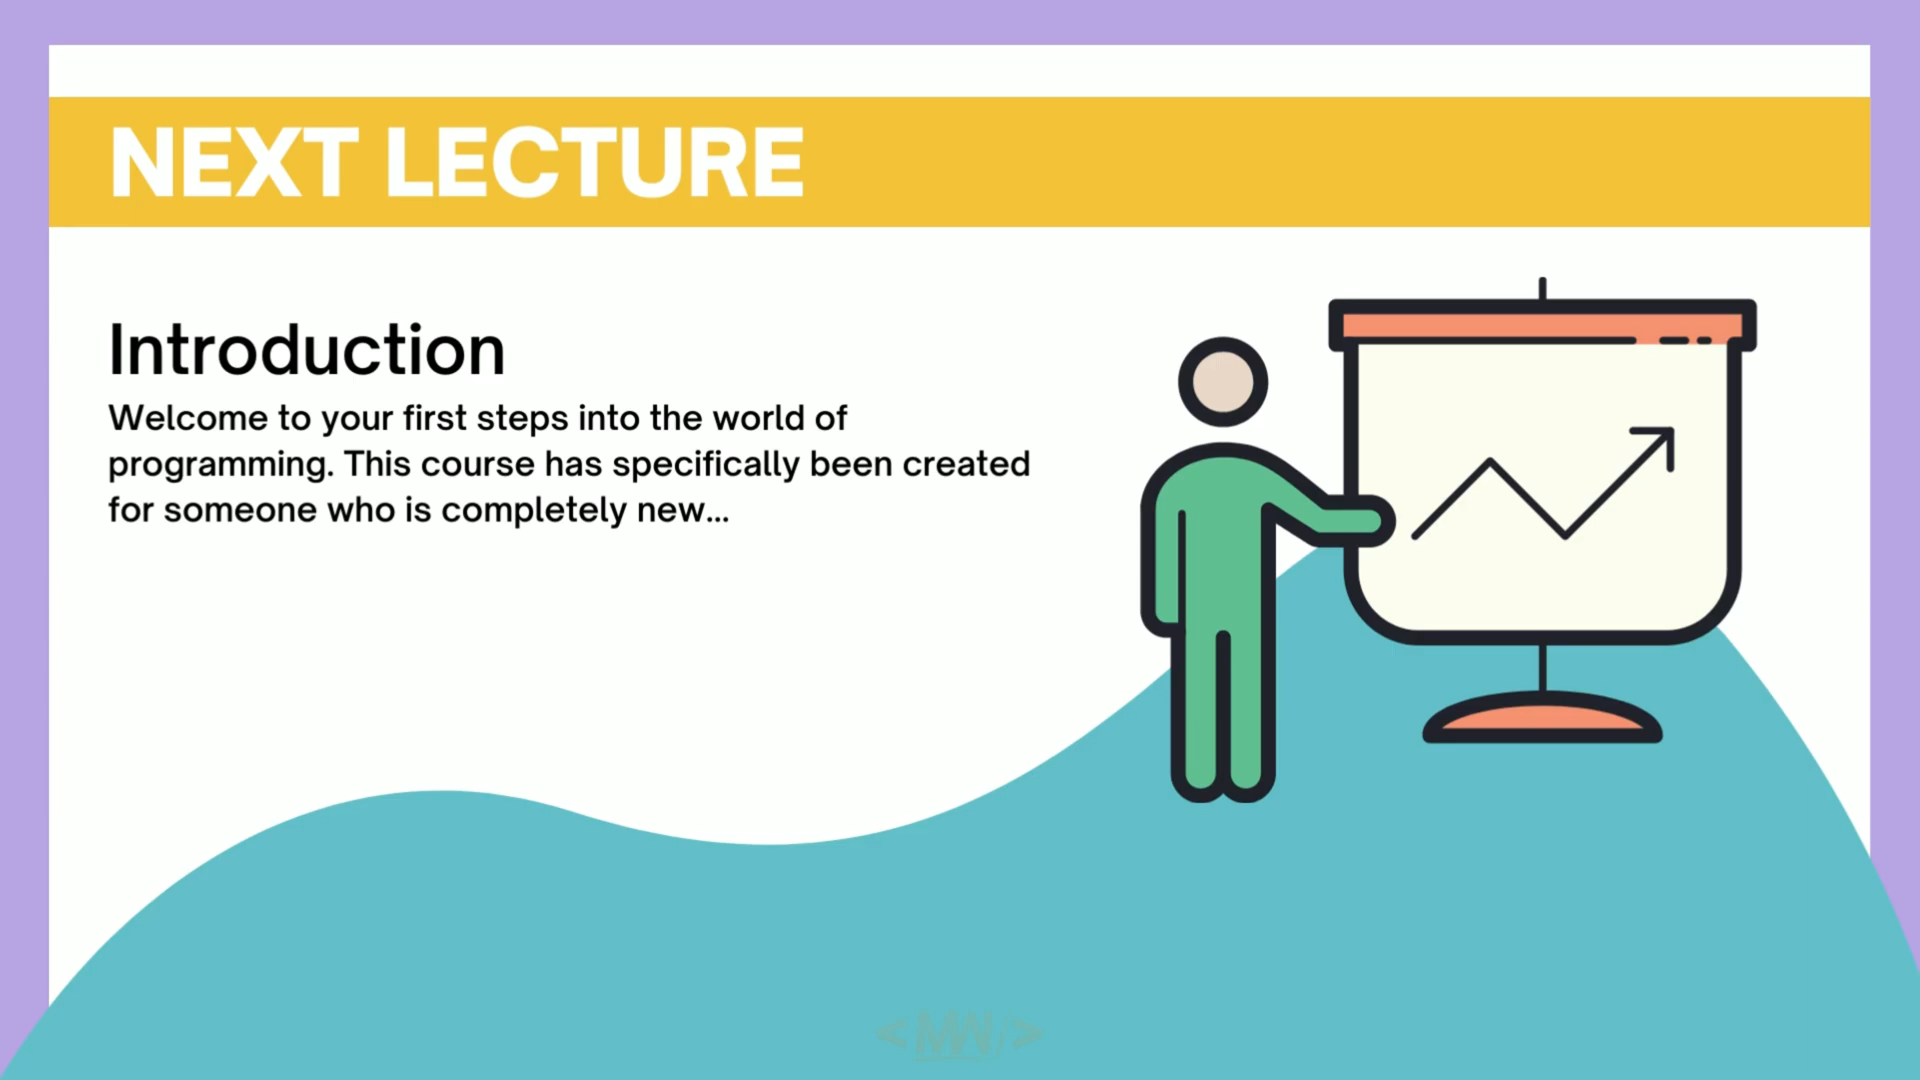 NEXT LECTURE
Introduction
Welcome to your first steps into the world of
programming. This course has specifically been created
for someone who is completely new...
<MW/>